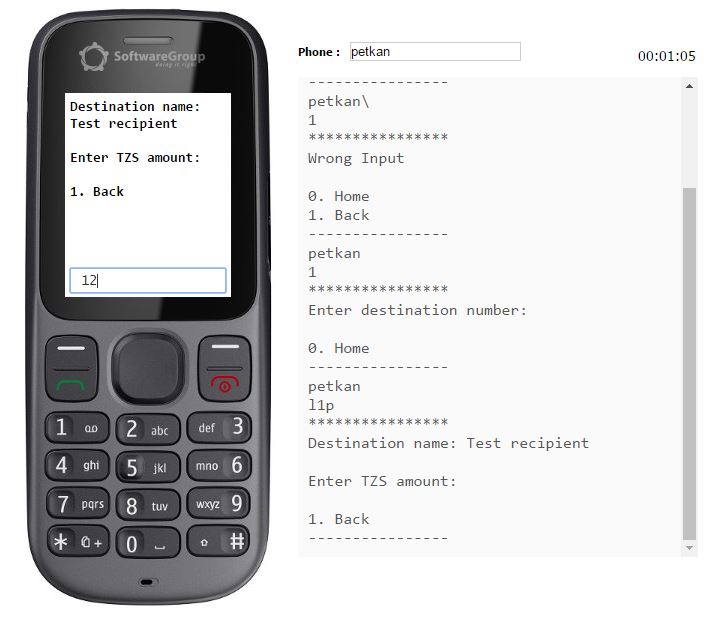 SoftwareGroup
doing it right
Destination name:
Test recipient
Enter TZS amount:
1. Back
12
1
2 abc
def 3
4 ghi
5 jkl
mno 6
7 pqrs
8 tuv
wxyz 9
* +
0
#
Phone :
petkan
00:01:05
----------------
petkan\
1
****************
Wrong Input
0. Home
1. Back
----------------
petkan
1
****************
Enter destination number:
0. Home
----------------
petkan
l1p
****************
Destination name: Test recipient
Enter TZS amount:
1. Back
----------------